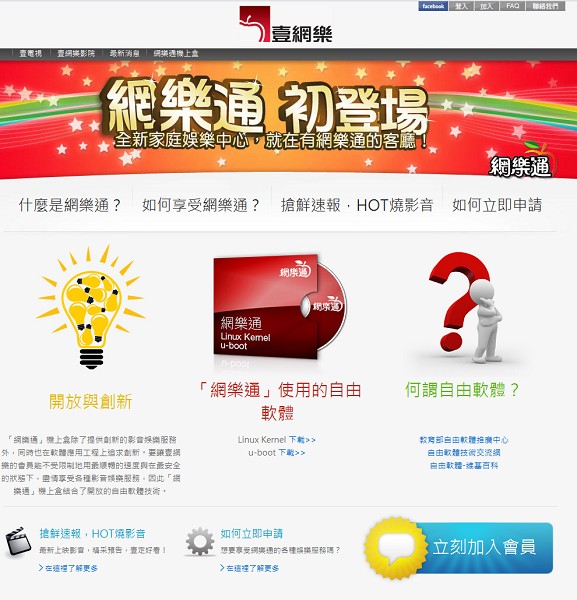 facebook 登入 加入 FAQ 聯絡我們
壹網樂
壹電視 壹網樂影院 最新消息 網樂通機上盒
網樂通 初登場
全新家庭娛樂中心，就在有網樂通的客廳！
網樂通
什麼是網樂通？ 如何享受網樂通？ 搶鮮速報，HOT燒影音 如何立即申請
網樂通
網樂通
網樂通
Linux Kernel
u-boot
開放與創新
「網樂通」使用的自由
軟體
何謂自由軟體？
「網樂通」機上盒除了提供創新的影音娛樂服務
外，同時也在軟體應用工程上追求創新。要讓壹網
樂的會員能不受限制地用最順暢的速度與在最安全
的狀態下，盡情享受各種影音娛樂服務，因此「網
樂通」機上盒結合了開放的自由軟體技術。
Linux Kernel 下載>>
u-boot 下載>>
教育部自由軟體推廣中心
自由軟體技術交流網
自由軟體-維基百科
搶鮮速報，HOT燒影音
最新上映影音，精采預告，壹定好看！
在這裡了解更多
如何立即申請
想要享受網樂通的各種娛樂服務嗎？
在這裡了解更多
立刻加入會員